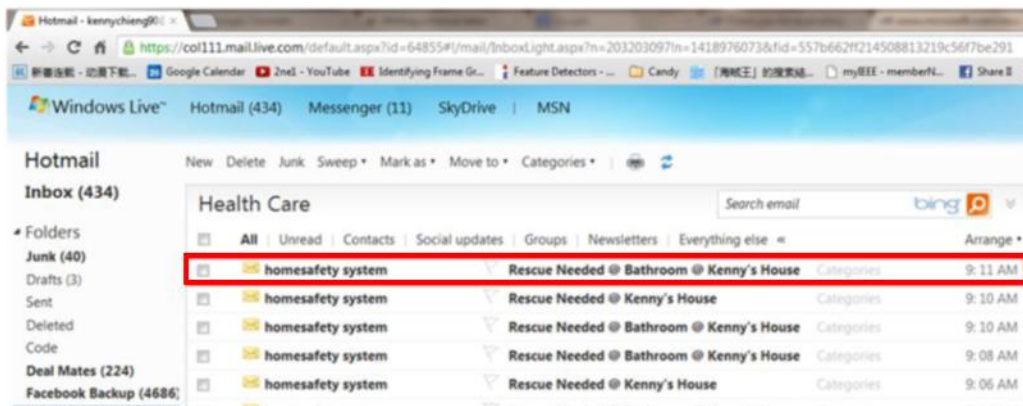 Hotmail - kennychieng90
https://col111.mail.live.com/default.aspx?id=64855#!/mail/InboxLight.aspx?n=203203097!n=1418976073&fid=557b662ff214508813219c56f7be291
Google Calendar 2ne1 - YouTube Identifying Frame Gr... Feature Detectors - ... Candy myIEEE - memberN... Share
Windows Live™ Hotmail (434) Messenger (11) SkyDrive | MSN
Hotmail New Delete Junk Sweep Mark as Move to Categories
Inbox (434)
Health Care Search email bing
Folders All | Unread | Contacts | Social updates | Groups | Newsletters | Everything else « Arrange
Junk (40) homesafety system Rescue Needed @ Bathroom @ Kenny's House Categories 9:11 AM
Drafts (3)
Sent homesafety system Rescue Needed @ Kenny's House Categories 9:10 AM
Deleted homesafety system Rescue Needed @ Bathroom @ Kenny's House Categories 9:10 AM
Code homesafety system Rescue Needed @ Bathroom @ Kenny's House Categories 9:08 AM
Deal Mates (224)
Facebook Backup (4686) homesafety system Rescue Needed @ Kenny's House Categories 9:06 AM